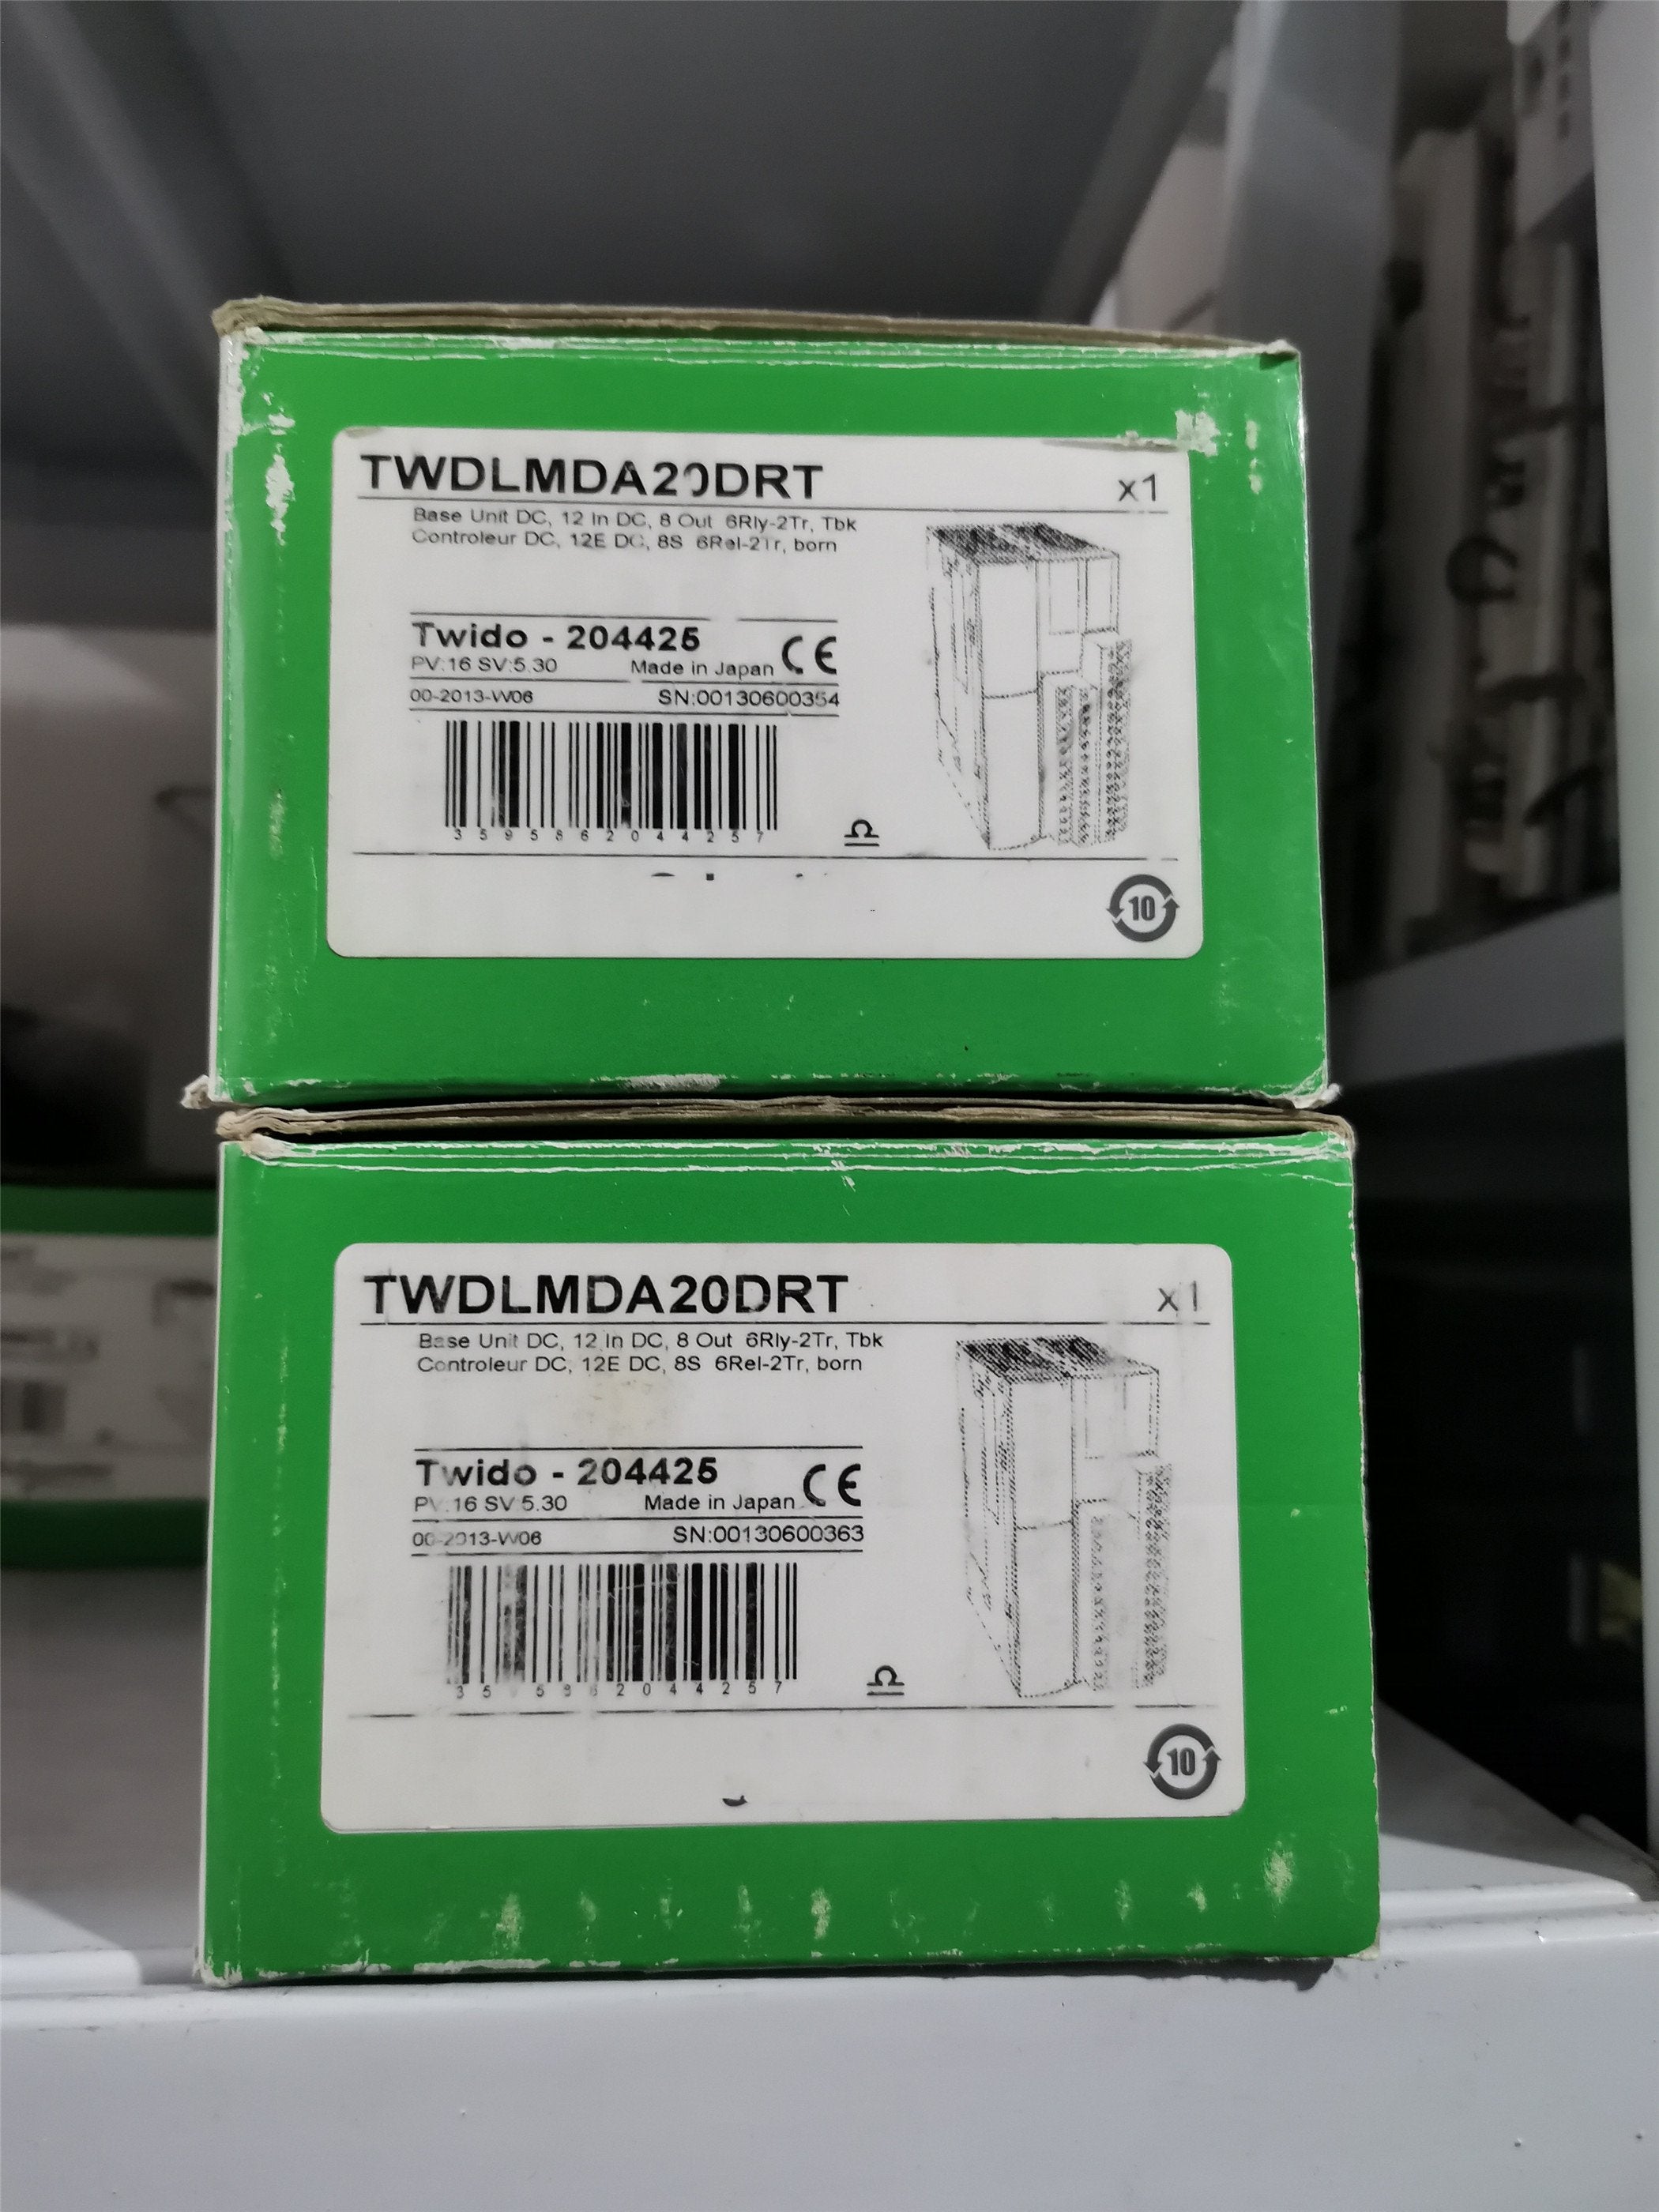 TWDLMDA20DRT
x1
Base Unit DC, 12 In DC, 8 Out 6Rly-2Tr, Tbk
Controleur DC, 12E DC, 8S 6Rel-2Tr, born
Twido - 204425
CE
PV:16 SV:5.30 Made in Japan
00-2013-W06 SN:00130600354
3595862044257
10
TWDLMDA20DRT
x1
Base Unit DC, 12 In DC, 8 Out 6Rly-2Tr, Tbk
Controleur DC, 12E DC, 8S 6Rel-2Tr, born
Twido - 204425
CE
PV:16 SV:5.30 Made in Japan
00-2013-W06 SN:00130600363
10